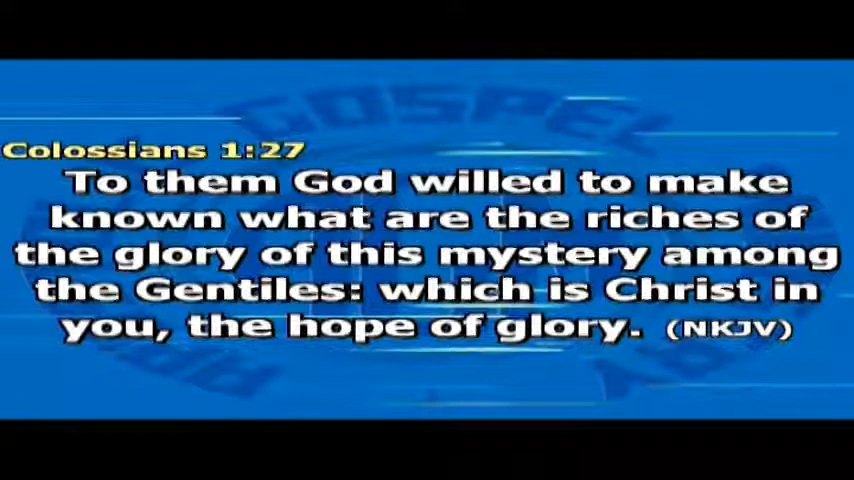 GOSPEL
Colossians 1:27
To them God willed to make
known what are the riches of
the glory of this mystery among
the Gentiles: which is Christ in
you, the hope of glory. (NKJV)